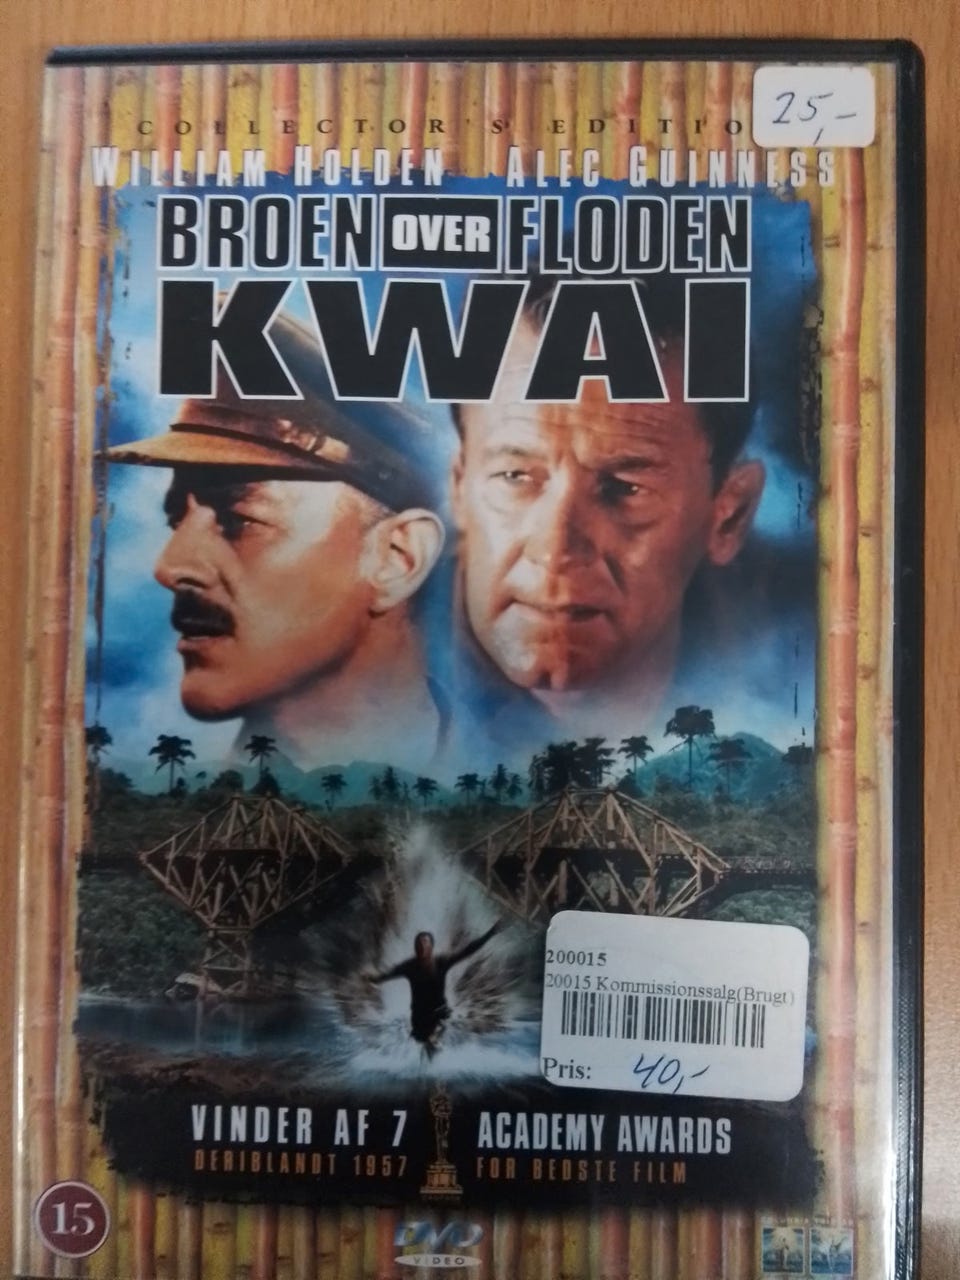 COLLECTOR'S EDITIO
25,-
WILLIAM HOLDEN ALEC GUINNESS
BROEN OVER FLODEN
KWAI
200015
20015 Kommissionssalg(Brugt)
Pris: 40,-
VINDER AF 7 ACADEMY AWARDS
DERIBLANDT 1957 FOR BEDSTE FILM
15
DVD
VIDEO